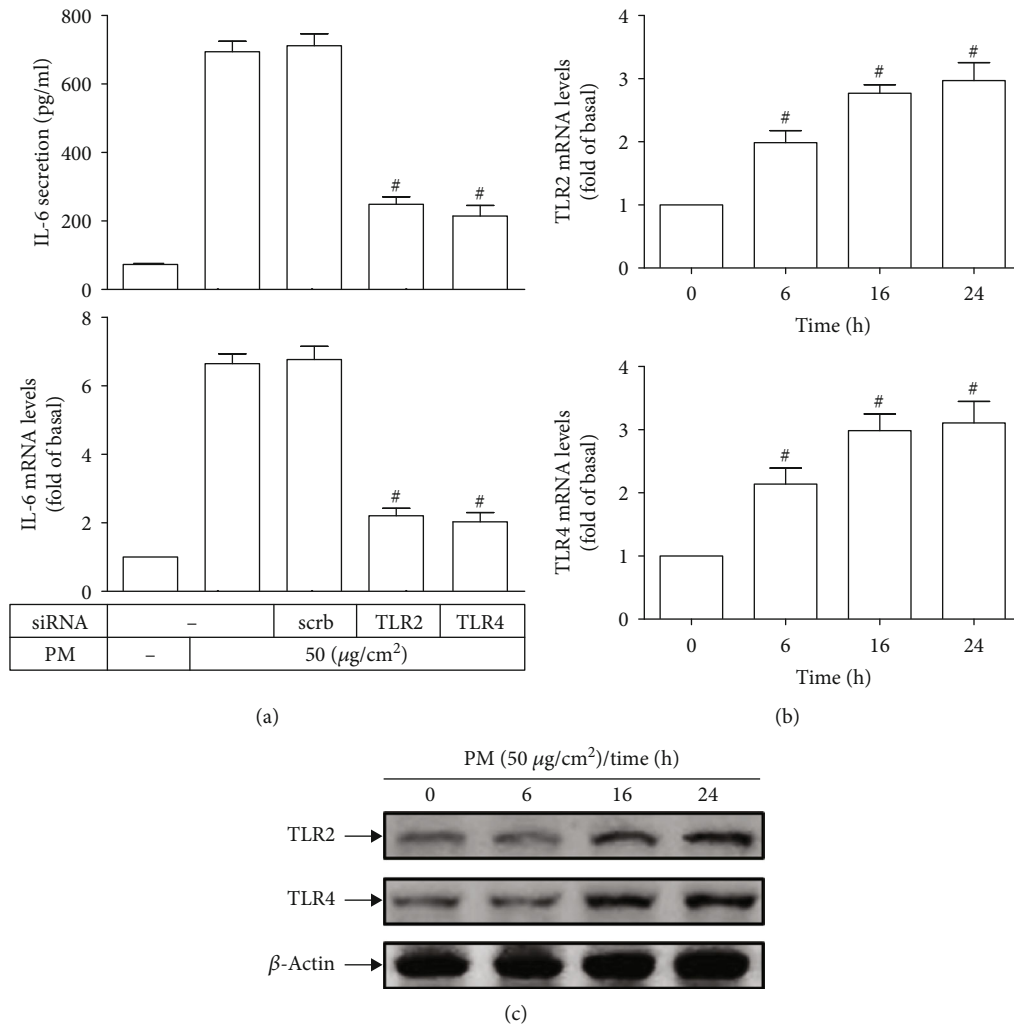 800
600
400
200
0
IL-6 secretion (pg/ml)
#
#
8
6
4
2
0
IL-6 mRNA levels
(fold of basal)
#
#
siRNA – scrb TLR2 TLR4
PM – 50 (μg/cm²)
(a)
4
3
2
1
0
TLR2 mRNA levels
(fold of basal)
#
#
#
0 6 16 24
Time (h)
4
3
2
1
0
TLR4 mRNA levels
(fold of basal)
#
#
#
0 6 16 24
Time (h)
(b)
PM (50 μg/cm²)/time (h)
0 6 16 24
TLR2
TLR4
β-Actin
(c)